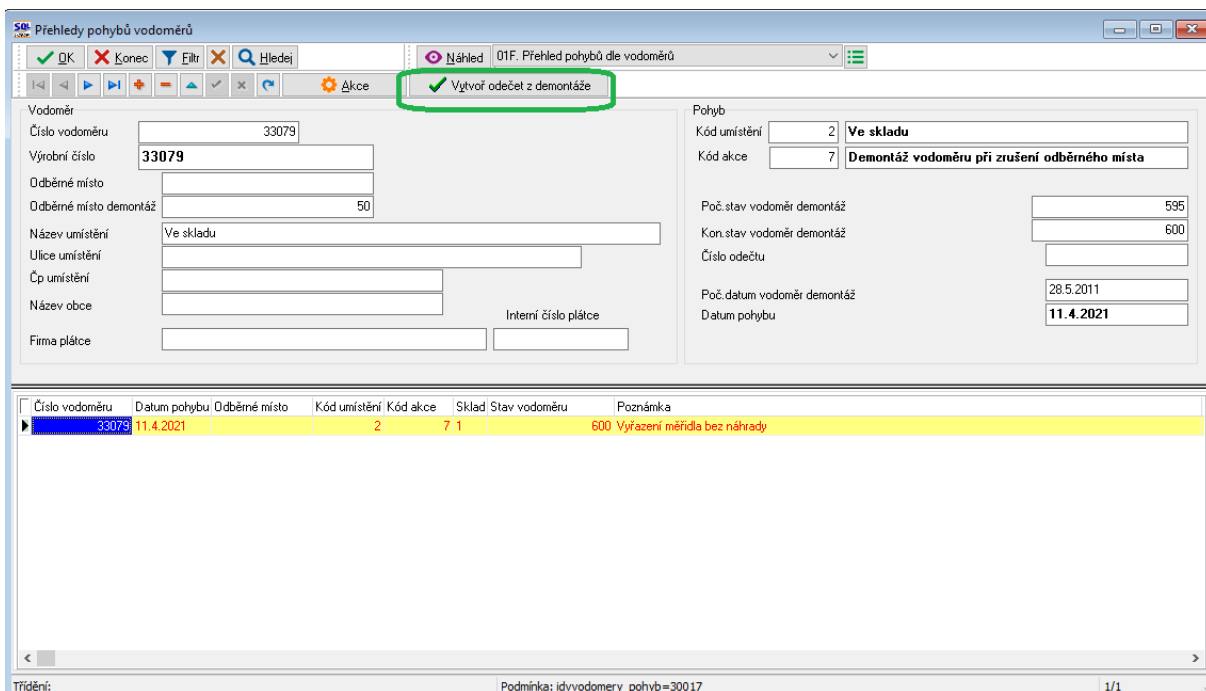 SQL Přehledy pohybů vodoměrů
OK Konec Filtr Hledej Náhled 01F. Přehled pohybů dle vodoměrů
Akce Vytvoř odečet z demontáže
Vodoměr
Číslo vodoměru 33079
Výrobní číslo 33079
Odběrné místo
Odběrné místo demontáž 50
Název umístění Ve skladu
Ulice umístění
Čp umístění
Název obce
Interní číslo plátce
Firma plátce
Pohyb
Kód umístění 2 Ve skladu
Kód akce 7 Demontáž vodoměru při zrušení odběrného místa
Poč.stav vodoměr demontáž 595
Kon.stav vodoměr demontáž 600
Číslo odečtu
Poč.datum vodoměr demontáž 28.5.2011
Datum pohybu 11.4.2021
Číslo vodoměru Datum pohybu Odběrné místo Kód umístění Kód akce Sklad Stav vodoměru Poznámka
33079 11.4.2021 2 7 1 600 Vyřazení měřidla bez náhrady
Třídění: Podmínka: idvvodomery_pohyb=30017 1/1